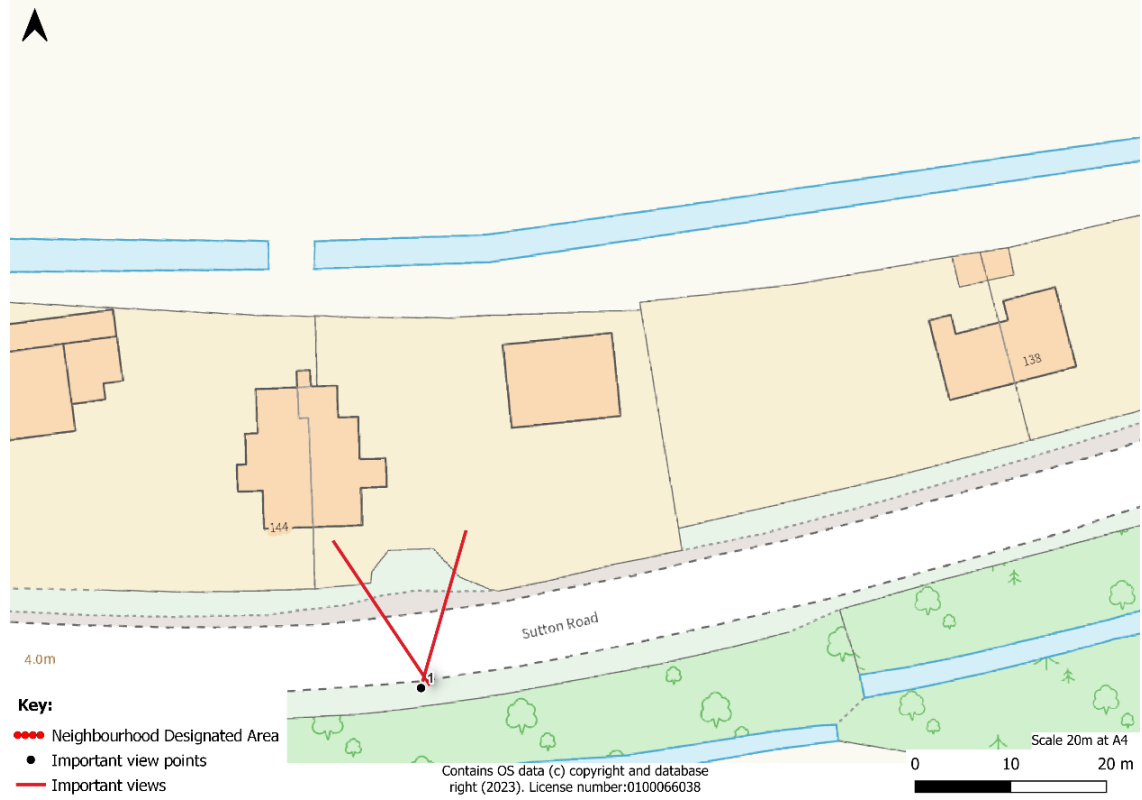 138
144
Sutton Road
1
4.0m
Key:
Neighbourhood Designated Area
Important view points
Important views
Contains OS data (c) copyright and database
right (2023). License number:0100066038
Scale 20m at A4
0 10 20 m